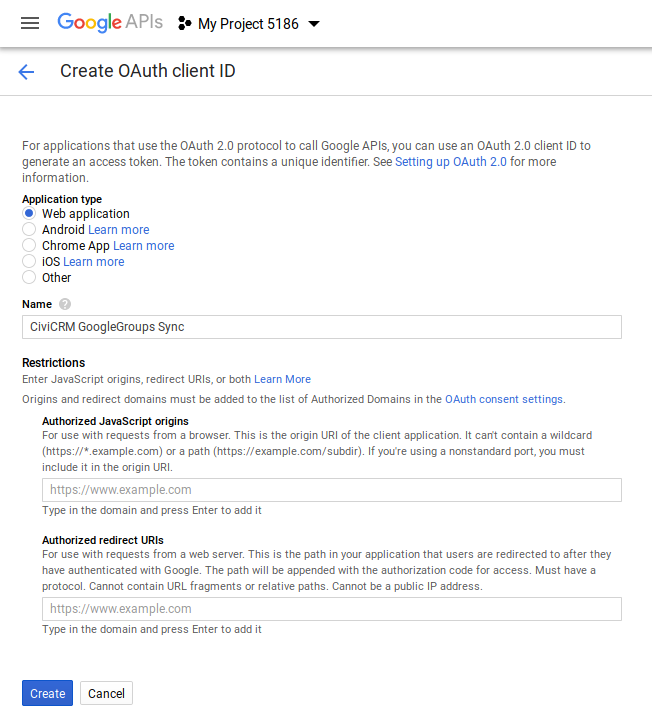 Google APIs My Project 5186
Create OAuth client ID
For applications that use the OAuth 2.0 protocol to call Google APIs, you can use an OAuth 2.0 client ID to
generate an access token. The token contains a unique identifier. See Setting up OAuth 2.0 for more
information.
Application type
Web application
Android Learn more
Chrome App Learn more
iOS Learn more
Other
Name ?
CiviCRM GoogleGroups Sync
Restrictions
Enter JavaScript origins, redirect URIs, or both Learn More
Origins and redirect domains must be added to the list of Authorized Domains in the OAuth consent settings.
Authorized JavaScript origins
For use with requests from a browser. This is the origin URI of the client application. It can't contain a wildcard
(https://*.example.com) or a path (https://example.com/subdir). If you're using a nonstandard port, you must
include it in the origin URI.
https://www.example.com
Type in the domain and press Enter to add it
Authorized redirect URIs
For use with requests from a web server. This is the path in your application that users are redirected to after they
have authenticated with Google. The path will be appended with the authorization code for access. Must have a
protocol. Cannot contain URL fragments or relative paths. Cannot be a public IP address.
https://www.example.com
Type in the domain and press Enter to add it
Create Cancel